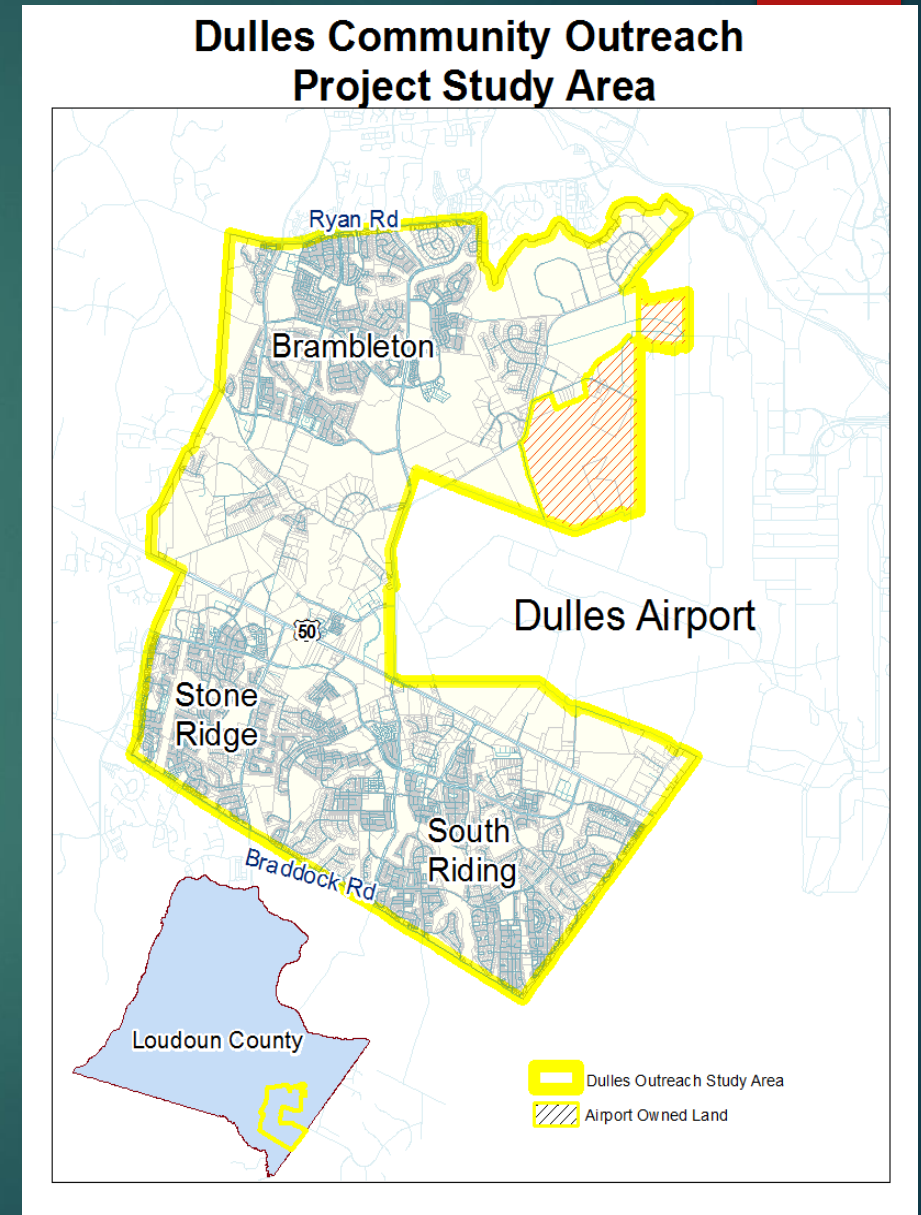 Dulles Community Outreach
Project Study Area
Ryan Rd
Brambleton
Dulles Airport
50
Stone
Ridge
South
Riding
Braddock Rd
Loudoun County
Dulles Outreach Study Area
Airport Owned Land